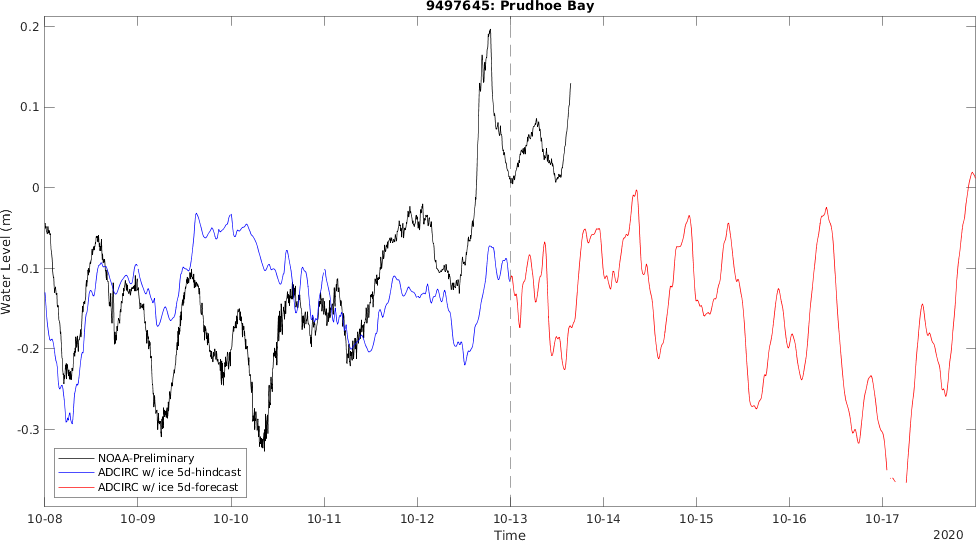 9497645: Prudhoe Bay
0.2
0.1
0
-0.1
-0.2
-0.3
Water Level (m)
NOAA-Preliminary
ADCIRC w/ ice 5d-hindcast
ADCIRC w/ ice 5d-forecast
10-08 10-09 10-10 10-11 10-12 10-13 10-14 10-15 10-16 10-17
Time
2020